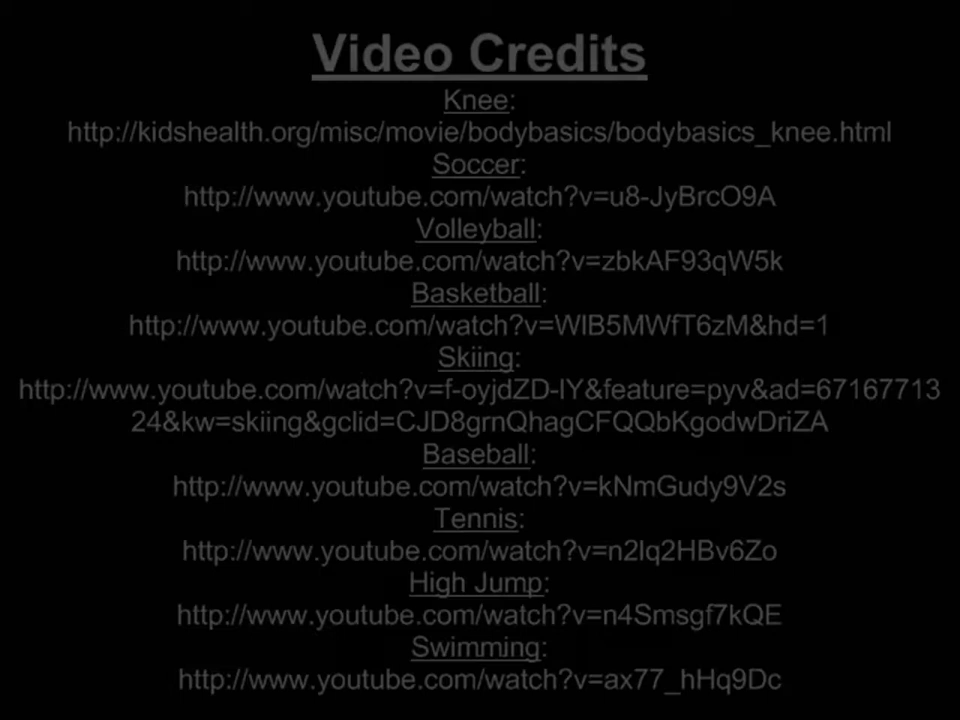 Video Credits
Knee:
http://kidshealth.org/misc/movie/bodybasics/bodybasics_knee.html
Soccer:
http://www.youtube.com/watch?v=u8-JyBrcO9A
Volleyball:
http://www.youtube.com/watch?v=zbkAF93qW5k
Basketball:
http://www.youtube.com/watch?v=WlB5MWfT6zM&hd=1
Skiing:
http://www.youtube.com/watch?v=f-oyjdZD-lY&feature=pyv&ad=67167713
24&kw=skiing&gclid=CJD8grnQhagCFQQbKgodwDriZA
Baseball:
http://www.youtube.com/watch?v=kNmGudy9V2s
Tennis:
http://www.youtube.com/watch?v=n2lq2HBv6Zo
High Jump:
http://www.youtube.com/watch?v=n4Smsgf7kQE
Swimming:
http://www.youtube.com/watch?v=ax77_hHq9Dc